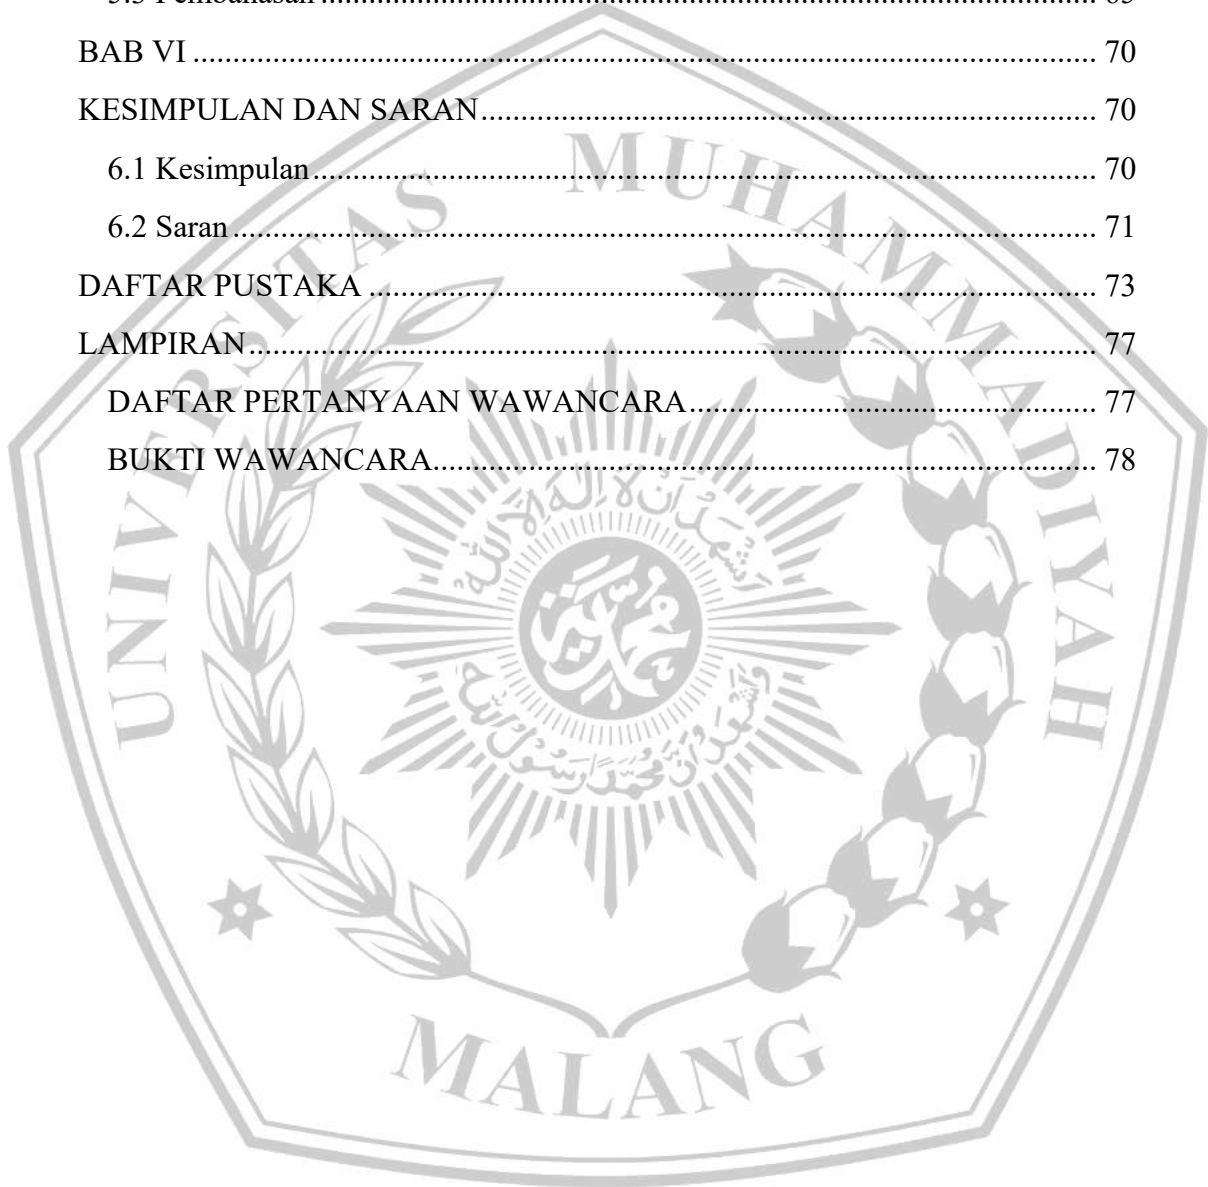 BAB VI ........................................ 70
KESIMPULAN DAN SARAN ........................................ 70
6.1 Kesimpulan ........................................ 70
6.2 Saran ........................................ 71
DAFTAR PUSTAKA ........................................ 73
LAMPIRAN ........................................ 77
DAFTAR PERTANYAAN WAWANCARA ........................................ 77
BUKTI WAWANCARA ........................................ 78
UNIVERSITAS MUHAMMADIYAH
MALANG